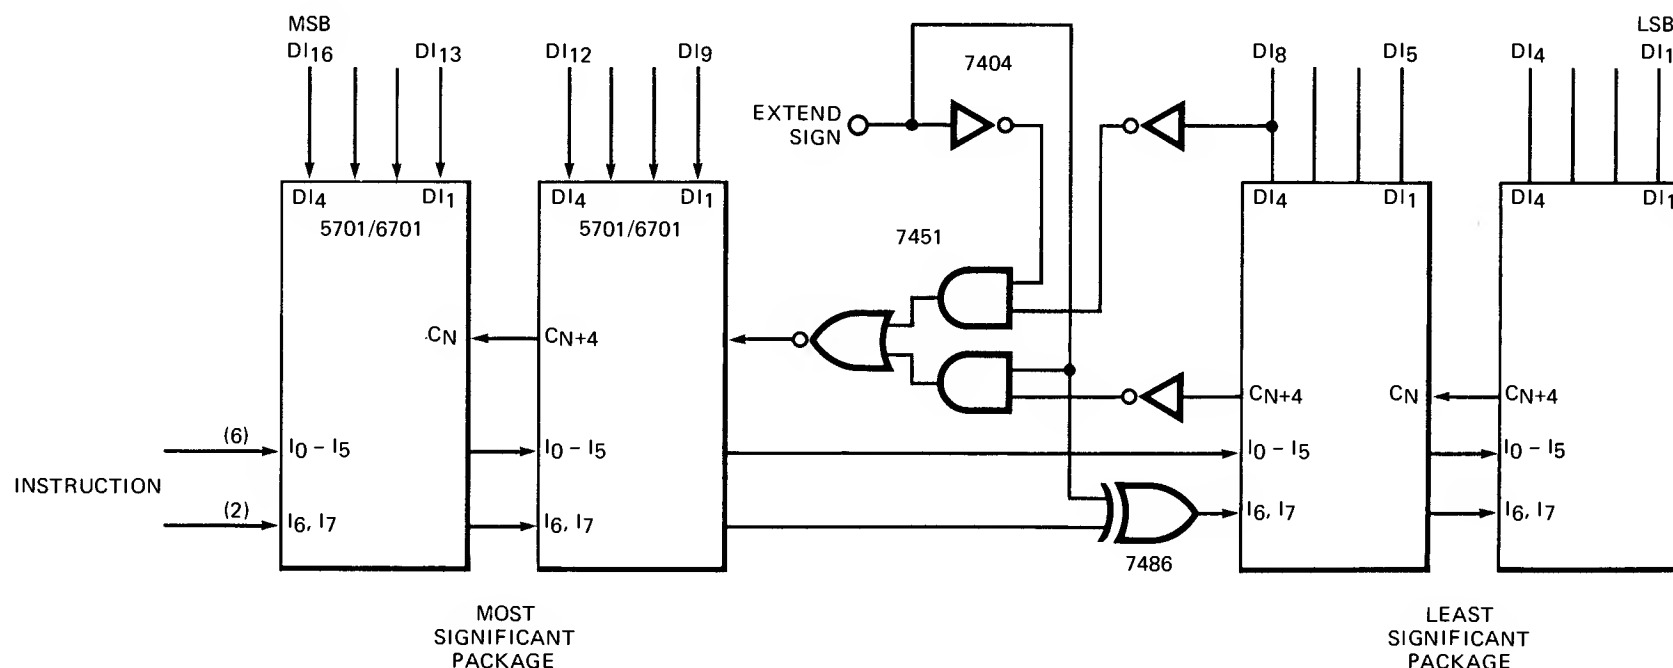 MSB
LSB
DI16
DI13
DI12
DI9
7404
DI8
DI5
DI4
DI1
EXTEND
SIGN
DI4
DI1
DI4
DI1
DI4
DI1
DI4
DI1
5701/6701
5701/6701
7451
CN
CN+4
CN+4
CN
CN+4
(6)
I0 – I5
I0 – I5
I0 – I5
I0 – I5
INSTRUCTION
(2)
I6, I7
I6, I7
I6, I7
I6, I7
7486
MOST
SIGNIFICANT
PACKAGE
LEAST
SIGNIFICANT
PACKAGE